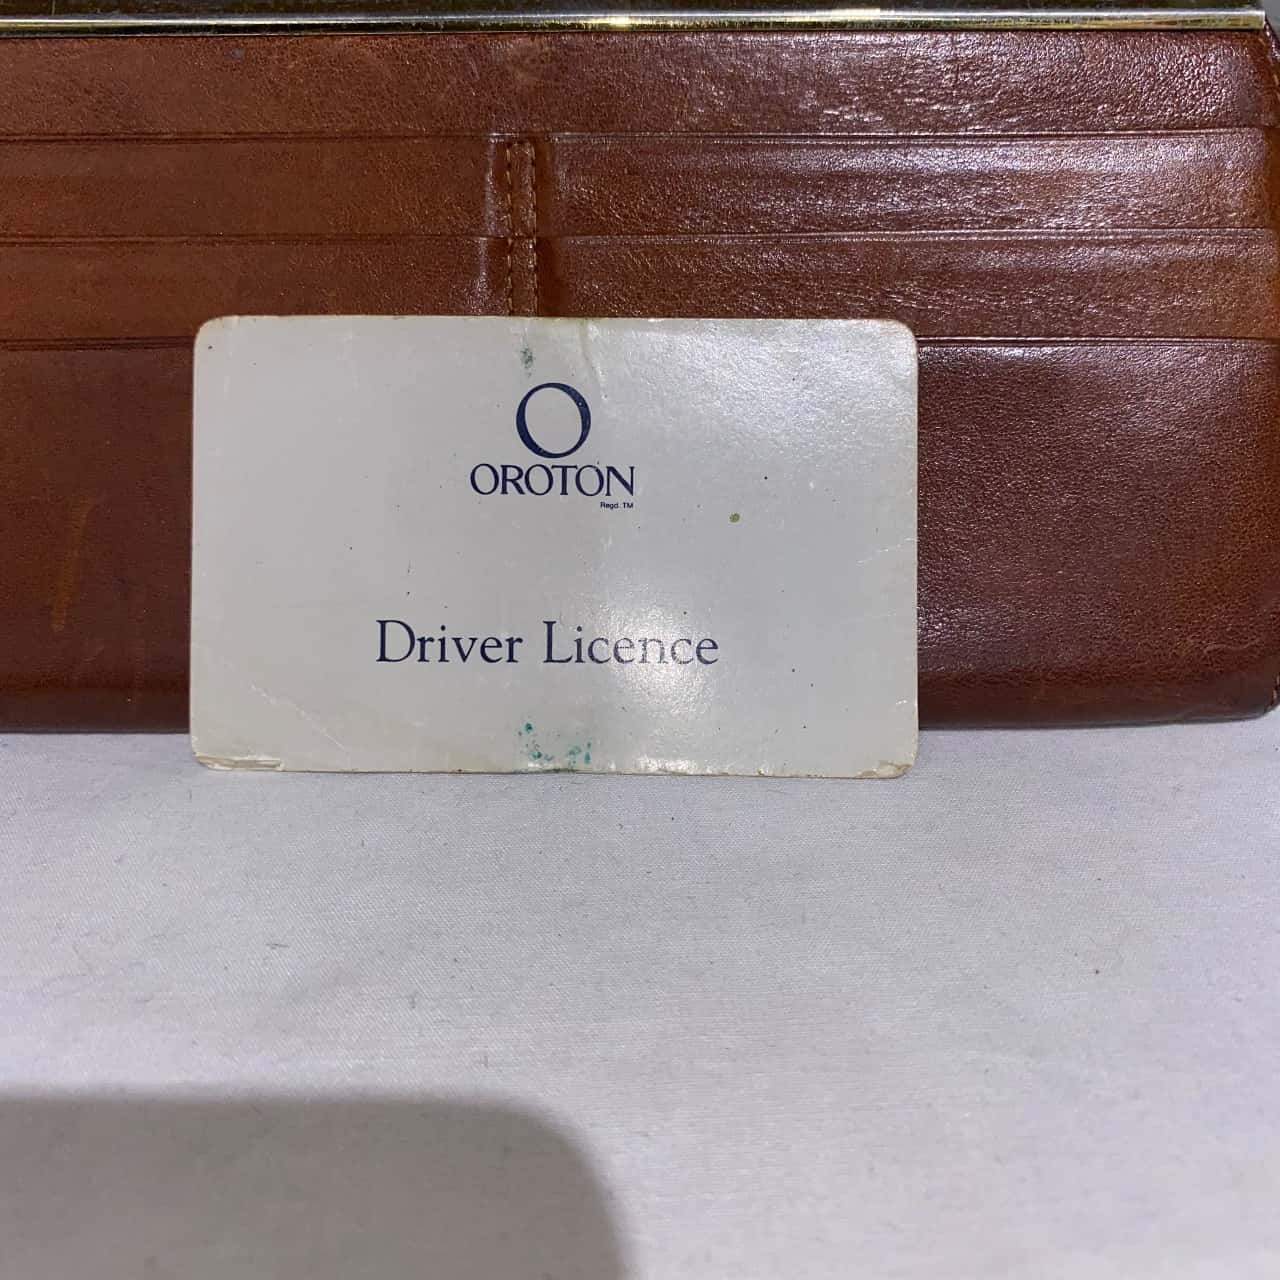 O
OROTON
Regd. TM
Driver Licence